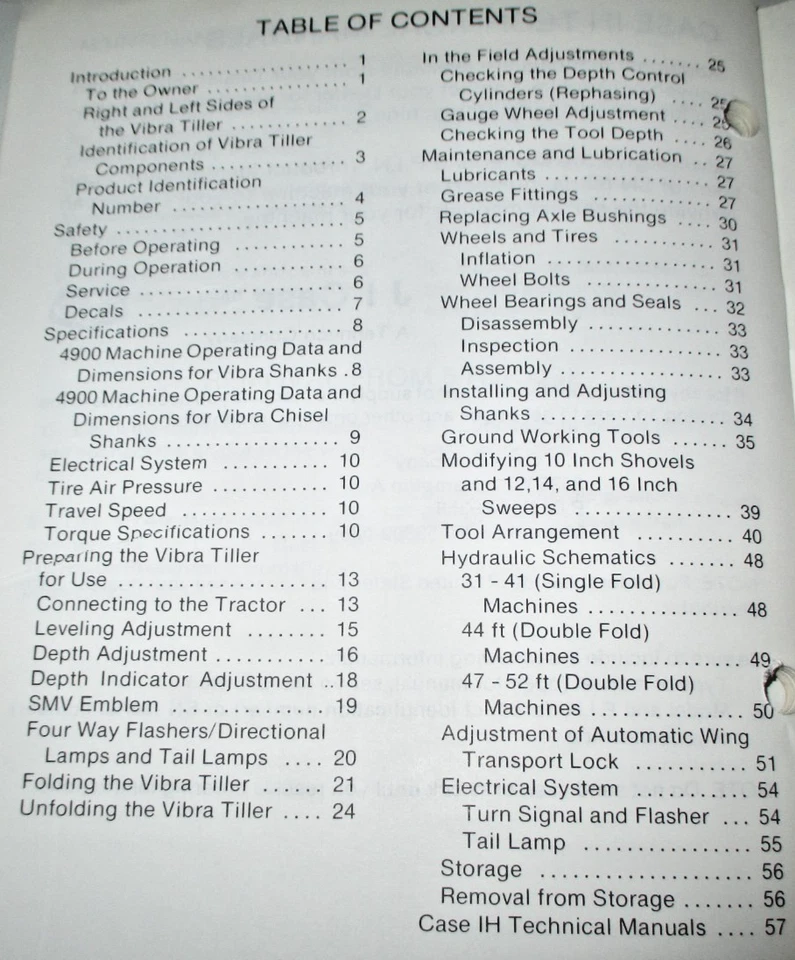 TABLE OF CONTENTS
Introduction .................. 1
To the Owner ................ 1
Right and Left Sides of
the Vibra Tiller ............ 2
Identification of Vibra Tiller
Components .............. 3
Product Identification
Number .................. 4
Safety ........................ 5
Before Operating ........... 5
During Operation ........... 6
Service ..................... 6
Decals ...................... 7
Specifications ................ 8
4900 Machine Operating Data and
Dimensions for Vibra Shanks .8
4900 Machine Operating Data and
Dimensions for Vibra Chisel
Shanks ................. 9
Electrical System ........... 10
Tire Air Pressure ............ 10
Travel Speed ............... 10
Torque Specifications ....... 10
Preparing the Vibra Tiller
for Use ..................... 13
Connecting to the Tractor ... 13
Leveling Adjustment ........ 15
Depth Adjustment ........... 16
Depth Indicator Adjustment ..18
SMV Emblem ............... 19
Four Way Flashers/Directional
Lamps and Tail Lamps .... 20
Folding the Vibra Tiller ...... 21
Unfolding the Vibra Tiller .... 24
In the Field Adjustments ....... 25
Checking the Depth Control
Cylinders (Rephasing) .... 25
Gauge Wheel Adjustment .... 25
Checking the Tool Depth .... 26
Maintenance and Lubrication .. 27
Lubricants ................. 27
Grease Fittings ............ 27
Replacing Axle Bushings .... 30
Wheels and Tires ........... 31
Inflation .................. 31
Wheel Bolts ............. 31
Wheel Bearings and Seals ... 32
Disassembly .............. 33
Inspection ................ 33
Assembly ................. 33
Installing and Adjusting
Shanks ................... 34
Ground Working Tools ...... 35
Modifying 10 Inch Shovels
and 12,14, and 16 Inch
Sweeps ................ 39
Tool Arrangement .......... 40
Hydraulic Schematics ....... 48
31 - 41 (Single Fold)
Machines ............... 48
44 ft (Double Fold)
Machines ............... 49
47 - 52 ft (Double Fold)
Machines ............... 50
Adjustment of Automatic Wing
Transport Lock ........... 51
Electrical System ........... 54
Turn Signal and Flasher ... 54
Tail Lamp ................ 55
Storage ..................... 56
Removal from Storage ....... 56
Case IH Technical Manuals .... 57